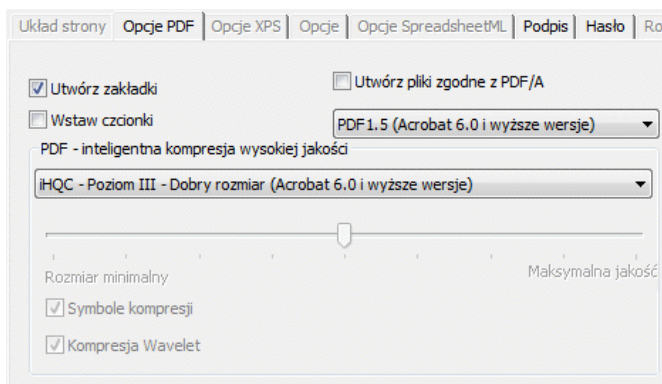 Układ strony Opcje PDF Opcje XPS Opcje Opcje SpreadsheetML Podpis Hasło
Utwórz zakładki
Utwórz pliki zgodne z PDF/A
Wstaw czcionki
PDF1.5 (Acrobat 6.0 i wyższe wersje)
PDF - inteligentna kompresja wysokiej jakości
iHQC - Poziom III - Dobry rozmiar (Acrobat 6.0 i wyższe wersje)
Rozmiar minimalny
Maksymalna jakość
Symbole kompresji
Kompresja Wavelet